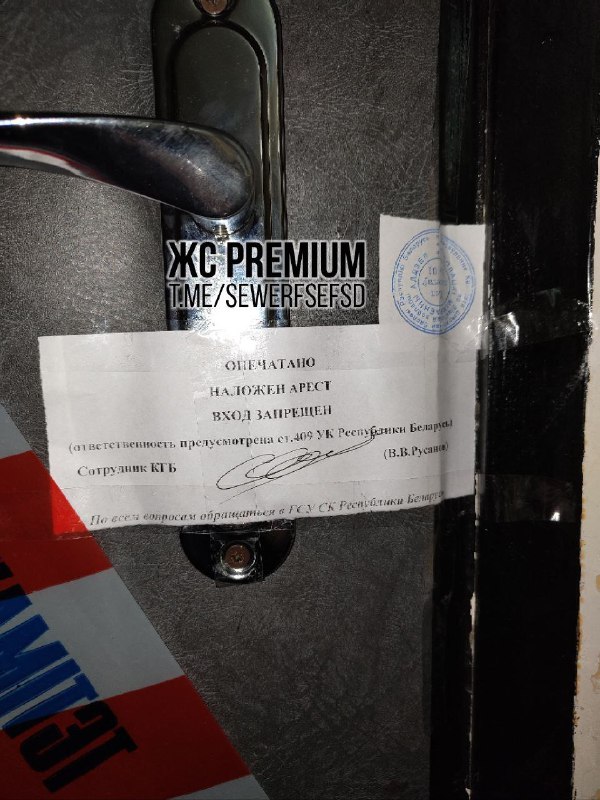 ЖС PREMIUM
T.ME/SEWERFSEFSD
ОПЕЧАТАНО
НАЛОЖЕН АРЕСТ
ВХОД ЗАПРЕЩЕН
(ответственность предусмотрена ст.409 УК Республики Беларусь)
Сотрудник КГБ (В.В.Русанов)
По всем вопросам обращаться в ГСУ СК Республики Беларусь